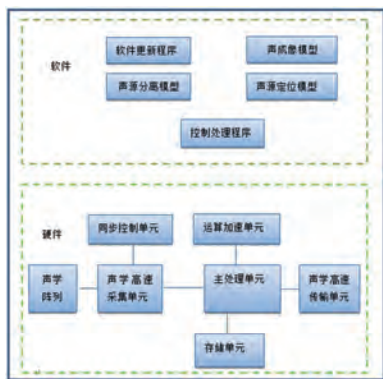 软件
软件更新程序
声成像模型
声源分离模型
声源定位模型
控制处理程序
硬件
同步控制单元
运算加速单元
声学
阵列
声学高速
采集单元
主处理单元
声学高速
传输单元
存储单元